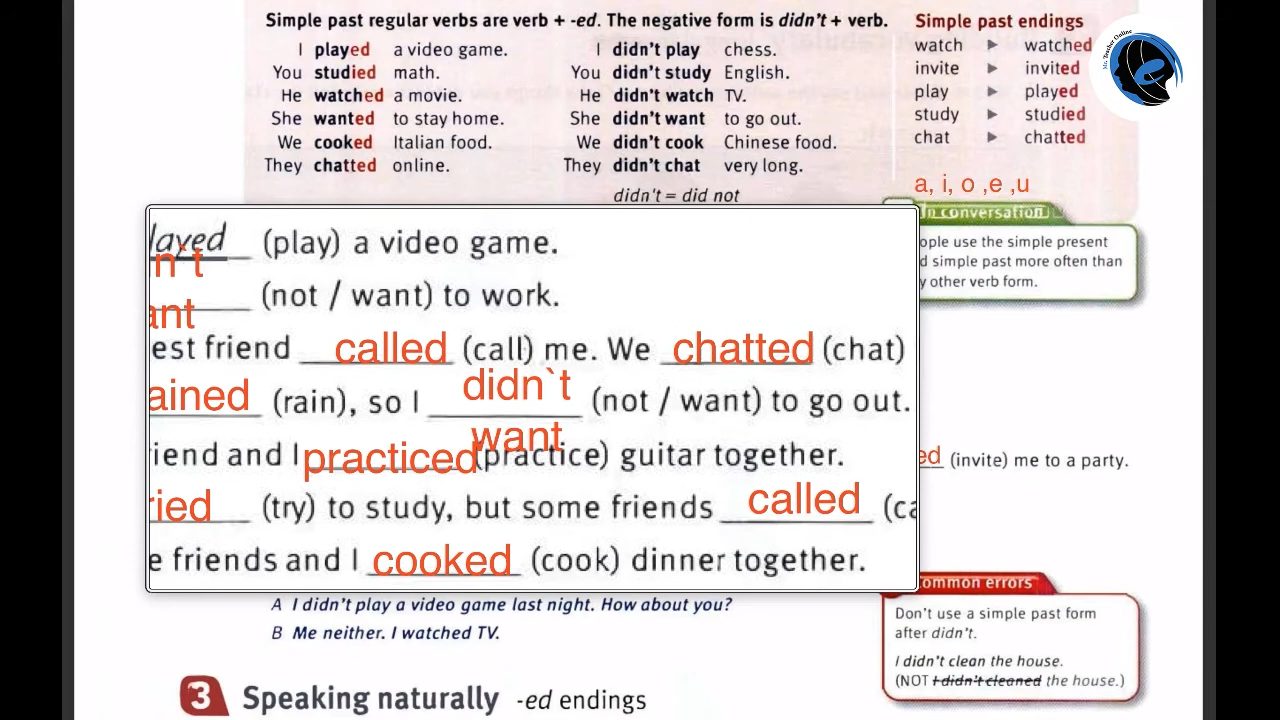 Simple past regular verbs are verb + -ed. The negative form is didn't + verb.
I played a video game.
You studied math.
He watched a movie.
She wanted to stay home.
We cooked Italian food.
They chatted online.
I didn't play chess.
You didn't study English.
He didn't watch TV.
She didn't want to go out.
We didn't cook Chinese food.
They didn't chat very long.
didn't = did not
Simple past endings
watch ▶ watched
invite ▶ invited
play ▶ played
study ▶ studied
chat ▶ chatted
a, i, o ,e ,u
In conversation
ople use the simple present
d simple past more often than
y other verb form.
layed (play) a video game.
n`t
ant
(not / want) to work.
est friend called (call) me. We chatted (chat)
ained (rain), so I didn`t want (not / want) to go out.
iend and I practiced (practice) guitar together.
ried (try) to study, but some friends called (ca
e friends and I cooked (cook) dinner together.
ed (invite) me to a party.
A I didn't play a video game last night. How about you?
B Me neither. I watched TV.
ommon errors
Don't use a simple past form
after didn't.
I didn't clean the house.
(NOT I didn't cleaned the house.)
3 Speaking naturally -ed endings